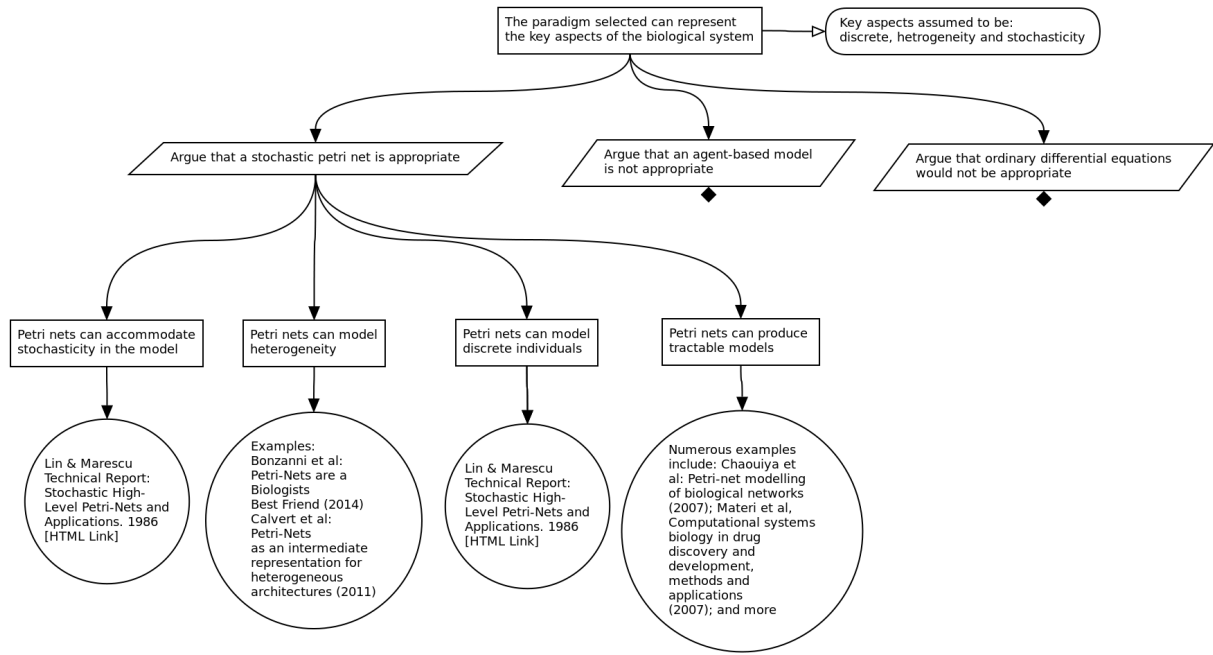 The paradigm selected can represent
the key aspects of the biological system
Key aspects assumed to be:
discrete, hetrogeneity and stochasticity
Argue that a stochastic petri net is appropriate
Argue that an agent-based model
is not appropriate
Argue that ordinary differential equations
would not be appropriate
Petri nets can accommodate
stochasticity in the model
Petri nets can model
heterogeneity
Petri nets can model
discrete individuals
Petri nets can produce
tractable models
Lin & Marescu
Technical Report:
Stochastic High-
Level Petri-Nets and
Applications. 1986
[HTML Link]
Examples:
Bonzanni et al:
Petri-Nets are a
Biologists
Best Friend (2014)
Calvert et al:
Petri-Nets
as an intermediate
representation for
heterogeneous
architectures (2011)
Lin & Marescu
Technical Report:
Stochastic High-
Level Petri-Nets and
Applications. 1986
[HTML Link]
Numerous examples
include: Chaouiya et
al: Petri-net modelling
of biological networks
(2007); Materi et al,
Computational systems
biology in drug
discovery and
development,
methods and
applications
(2007); and more